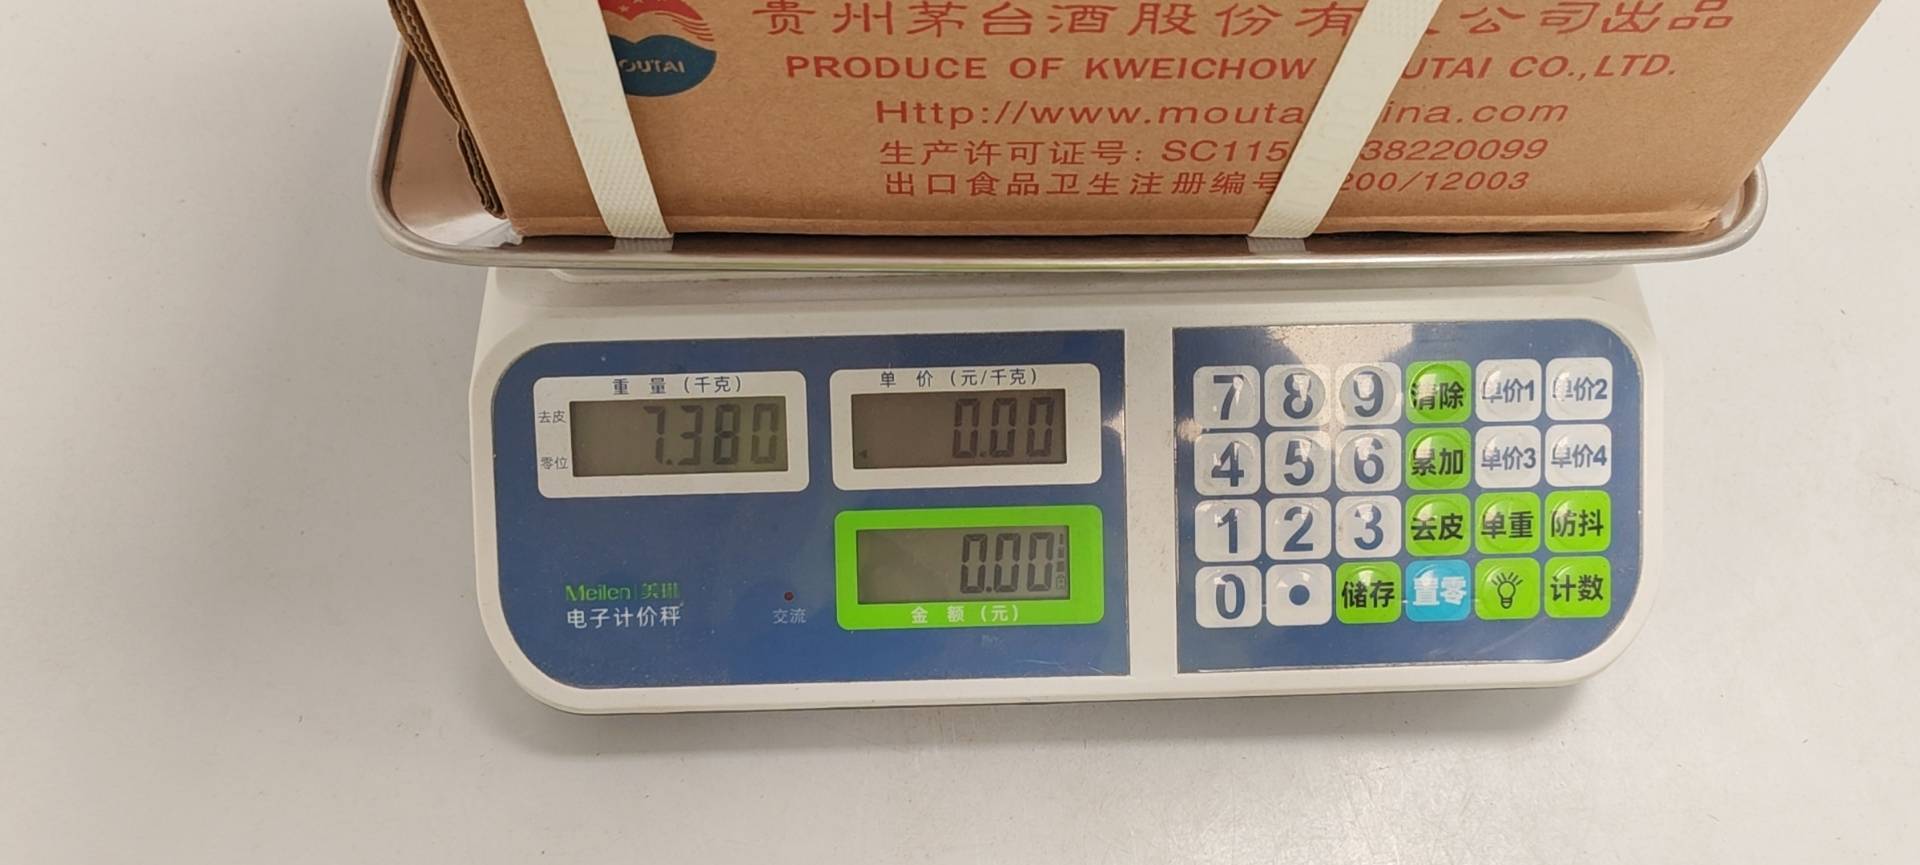 贵州茅台酒股份有 公司出品
OUTAI
PRODUCE OF KWEICHOW UTAI CO.,LTD.
Http://www.mouta ina.com
生产许可证号: SC115 38220099
出口食品卫生注册编号 200/12003
重 量 (千克)
单 价 (元/千克)
去皮
零位
7.380
0.00
0.00
金 额 (元)
Meilen|美琳
电子计价秤
交流
7 8 9 清除 单价1 单价2
4 5 6 累加 单价3 单价4
1 2 3 去皮 单重 防抖
0 . 储存 置零 计数